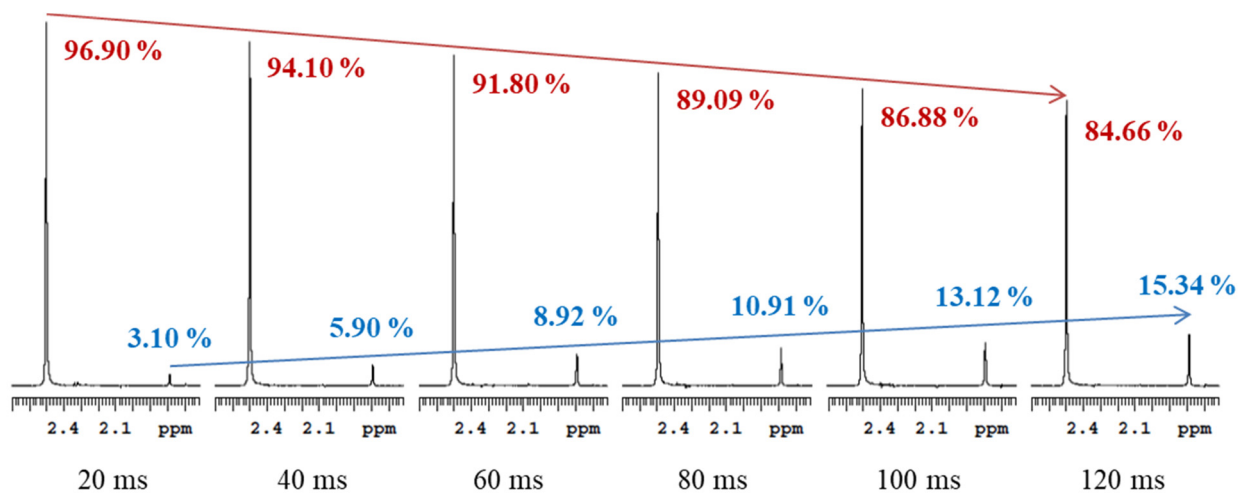 96.90 %
94.10 %
91.80 %
89.09 %
86.88 %
84.66 %
3.10 %
5.90 %
8.92 %
10.91 %
13.12 %
15.34 %
2.4 2.1 ppm
2.4 2.1 ppm
2.4 2.1 ppm
2.4 2.1 ppm
2.4 2.1 ppm
2.4 2.1 ppm
20 ms
40 ms
60 ms
80 ms
100 ms
120 ms